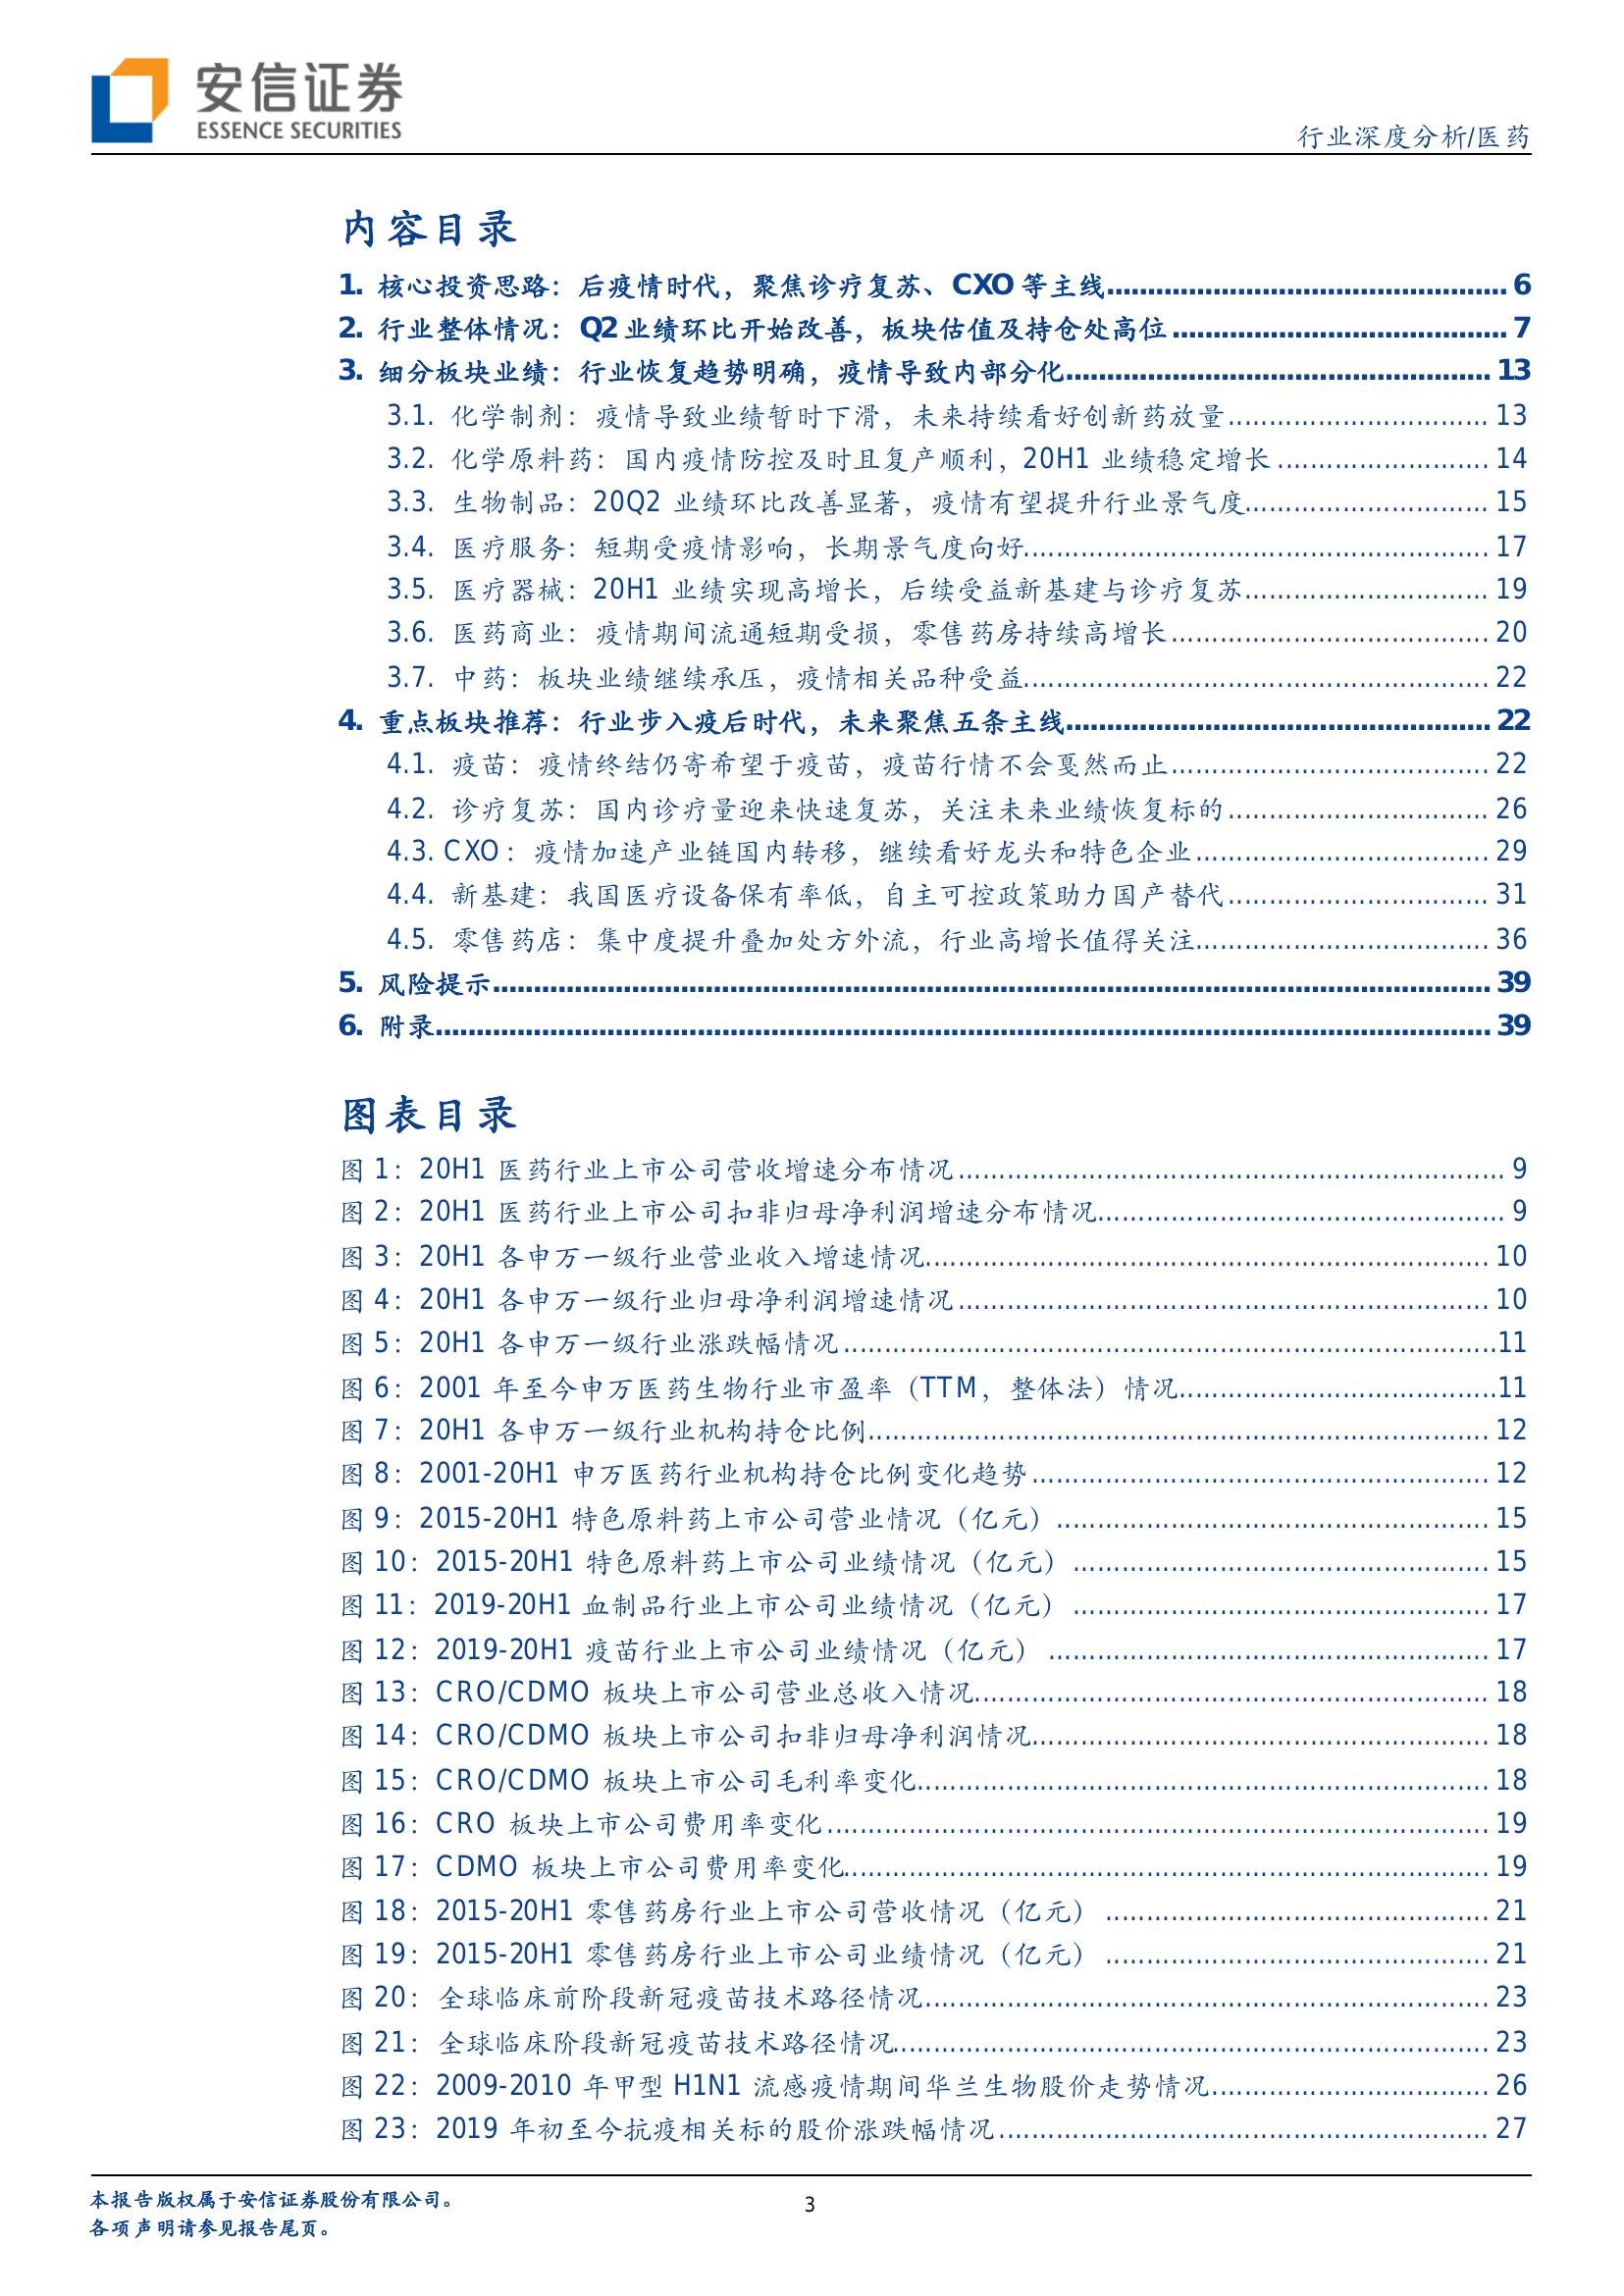 安信证券
ESSENCE SECURITIES
行业深度分析/医药
内容目录
1. 核心投资思路：后疫情时代，聚焦诊疗复苏、CXO 等主线 6
2. 行业整体情况：Q2 业绩环比开始改善，板块估值及持仓处高位 7
3. 细分板块业绩：行业恢复趋势明确，疫情导致内部分化 13
3.1. 化学制剂：疫情导致业绩暂时下滑，未来持续看好创新药放量 13
3.2. 化学原料药：国内疫情防控及时且复产顺利，20H1 业绩稳定增长 14
3.3. 生物制品：20Q2 业绩环比改善显著，疫情有望提升行业景气度 15
3.4. 医疗服务：短期受疫情影响，长期景气度向好 17
3.5. 医疗器械：20H1 业绩实现高增长，后续受益新基建与诊疗复苏 19
3.6. 医药商业：疫情期间流通短期受损，零售药房持续高增长 20
3.7. 中药：板块业绩继续承压，疫情相关品种受益 22
4. 重点板块推荐：行业步入疫后时代，未来聚焦五条主线 22
4.1. 疫苗：疫情终结仍寄希望于疫苗，疫苗行情不会戛然而止 22
4.2. 诊疗复苏：国内诊疗量迎来快速复苏，关注未来业绩恢复标的 26
4.3. CXO：疫情加速产业链国内转移，继续看好龙头和特色企业 29
4.4. 新基建：我国医疗设备保有率低，自主可控政策助力国产替代 31
4.5. 零售药店：集中度提升叠加处方外流，行业高增长值得关注 36
5. 风险提示 39
6. 附录 39
图表目录
图 1：20H1 医药行业上市公司营收增速分布情况 9
图 2：20H1 医药行业上市公司扣非归母净利润增速分布情况 9
图 3：20H1 各申万一级行业营业收入增速情况 10
图 4：20H1 各申万一级行业归母净利润增速情况 10
图 5：20H1 各申万一级行业涨跌幅情况 11
图 6：2001 年至今申万医药生物行业市盈率（TTM，整体法）情况 11
图 7：20H1 各申万一级行业机构持仓比例 12
图 8：2001-20H1 申万医药行业机构持仓比例变化趋势 12
图 9：2015-20H1 特色原料药上市公司营业情况（亿元） 15
图 10：2015-20H1 特色原料药上市公司业绩情况（亿元） 15
图 11：2019-20H1 血制品行业上市公司业绩情况（亿元） 17
图 12：2019-20H1 疫苗行业上市公司业绩情况（亿元） 17
图 13：CRO/CDMO 板块上市公司营业总收入情况 18
图 14：CRO/CDMO 板块上市公司扣非归母净利润情况 18
图 15：CRO/CDMO 板块上市公司毛利率变化 18
图 16：CRO 板块上市公司费用率变化 19
图 17：CDMO 板块上市公司费用率变化 19
图 18：2015-20H1 零售药房行业上市公司营收情况（亿元） 21
图 19：2015-20H1 零售药房行业上市公司业绩情况（亿元） 21
图 20：全球临床前阶段新冠疫苗技术路径情况 23
图 21：全球临床阶段新冠疫苗技术路径情况 23
图 22：2009-2010 年甲型 H1N1 流感疫情期间华兰生物股价走势情况 26
图 23：2019 年初至今抗疫相关标的股价涨跌幅情况 27
本报告版权属于安信证券股份有限公司。
各项声明请参见报告尾页。
3